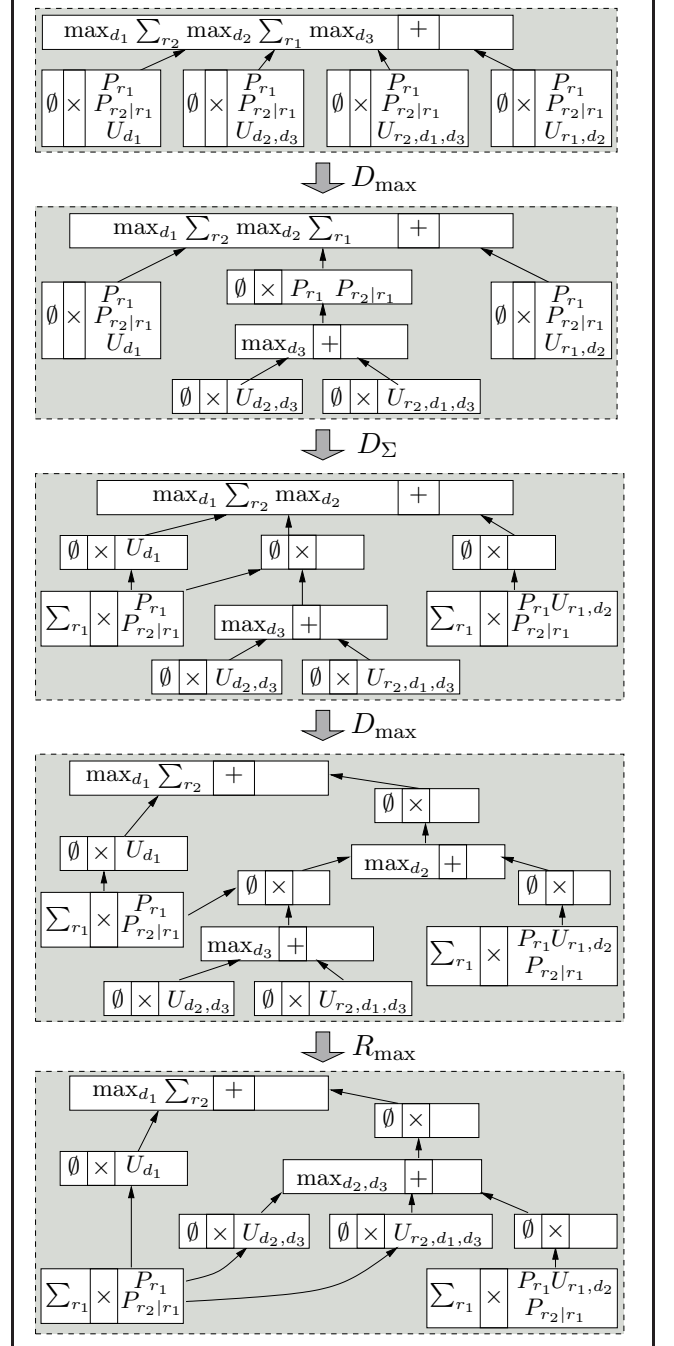 max_{d_1} ∑_{r_2} max_{d_2} ∑_{r_1} max_{d_3} +
∅ × P_{r_1} P_{r_2|r_1} U_{d_1}
∅ × P_{r_1} P_{r_2|r_1} U_{d_2,d_3}
∅ × P_{r_1} P_{r_2|r_1} U_{r_2,d_1,d_3}
∅ × P_{r_1} P_{r_2|r_1} U_{r_1,d_2}
D_max
max_{d_1} ∑_{r_2} max_{d_2} ∑_{r_1} +
∅ × P_{r_1} P_{r_2|r_1} U_{d_1}
∅ × P_{r_1} P_{r_2|r_1}
∅ × P_{r_1} P_{r_2|r_1} U_{r_1,d_2}
max_{d_3} +
∅ × U_{d_2,d_3}
∅ × U_{r_2,d_1,d_3}
D_Σ
max_{d_1} ∑_{r_2} max_{d_2} +
∅ × U_{d_1}
∅ ×
∅ ×
∑_{r_1} × P_{r_1} P_{r_2|r_1}
max_{d_3} +
∑_{r_1} × P_{r_1} U_{r_1,d_2} P_{r_2|r_1}
∅ × U_{d_2,d_3}
∅ × U_{r_2,d_1,d_3}
D_max
max_{d_1} ∑_{r_2} +
∅ ×
∅ × U_{d_1}
max_{d_2} +
∅ ×
∅ ×
∑_{r_1} × P_{r_1} P_{r_2|r_1}
max_{d_3} +
∑_{r_1} × P_{r_1} U_{r_1,d_2} P_{r_2|r_1}
∅ × U_{d_2,d_3}
∅ × U_{r_2,d_1,d_3}
R_max
max_{d_1} ∑_{r_2} +
∅ ×
∅ × U_{d_1}
max_{d_2,d_3} +
∅ × U_{d_2,d_3}
∅ × U_{r_2,d_1,d_3}
∅ ×
∑_{r_1} × P_{r_1} P_{r_2|r_1}
∑_{r_1} × P_{r_1} U_{r_1,d_2} P_{r_2|r_1}